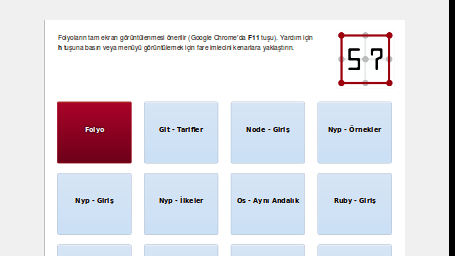 Folyoların tam ekran görüntülenmesi önerilir (Google Chrome'da F11 tuşu). Yardım için
h tuşuna basın veya menüyü görüntülemek için fare imlecini kenarlara yaklaştırın.
5?
Folyo
Git - Tarifler
Node - Giriş
Nyp - Örnekler
Nyp - Giriş
Nyp - İlkeler
Os - Aynı Andalık
Ruby - Giriş